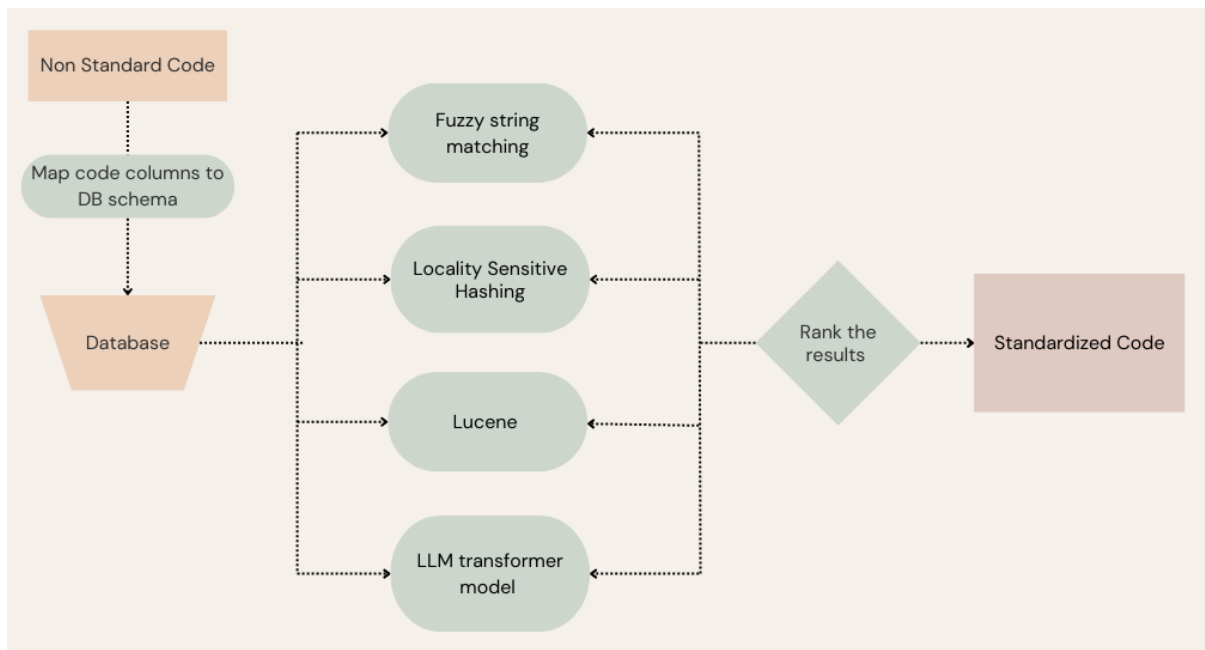 Non Standard Code
Map code columns to
DB schema
Database
Fuzzy string
matching
Locality Sensitive
Hashing
Lucene
LLM transformer
model
Rank the
results
Standardized Code